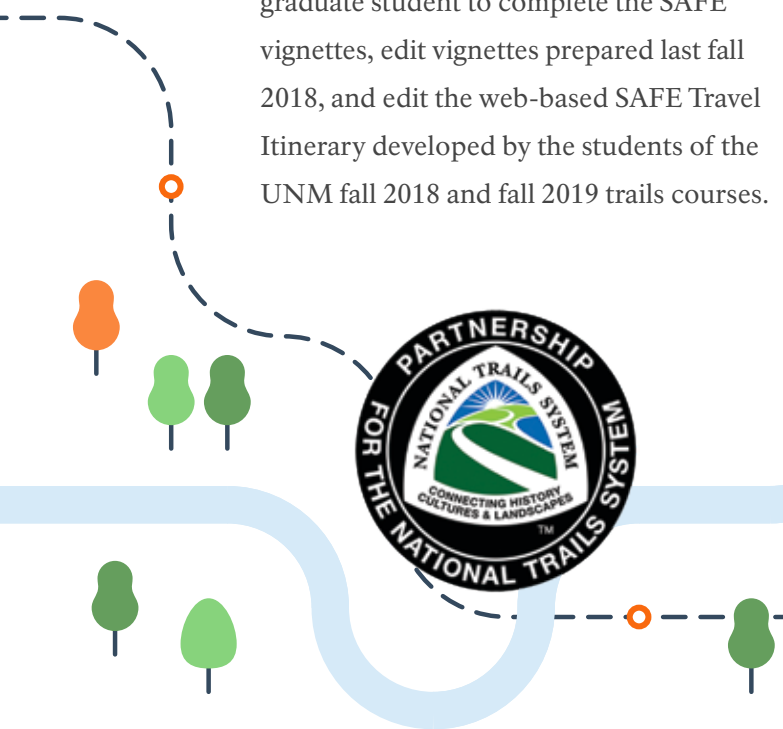 graduate student to complete the SAFE
vignettes, edit vignettes prepared last fall
2018, and edit the web-based SAFE Travel
Itinerary developed by the students of the
UNM fall 2018 and fall 2019 trails courses.
PARTNERSHIP
FOR THE NATIONAL TRAILS SYSTEM
NATIONAL TRAILS SYSTEM
CONNECTING HISTORY
CULTURES & LANDSCAPES
TM